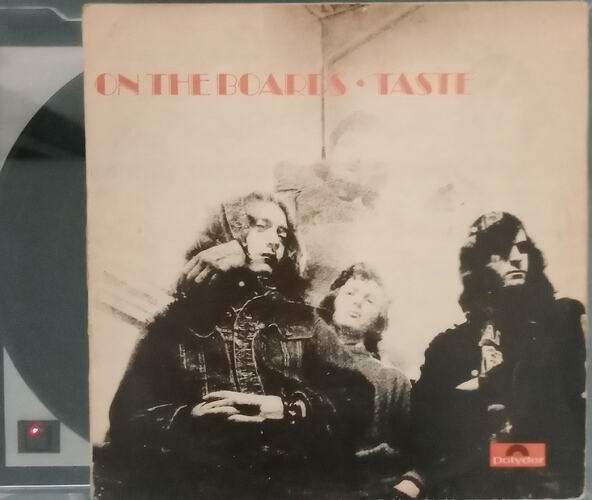 ON THE BOARDS • TASTE
Polydor